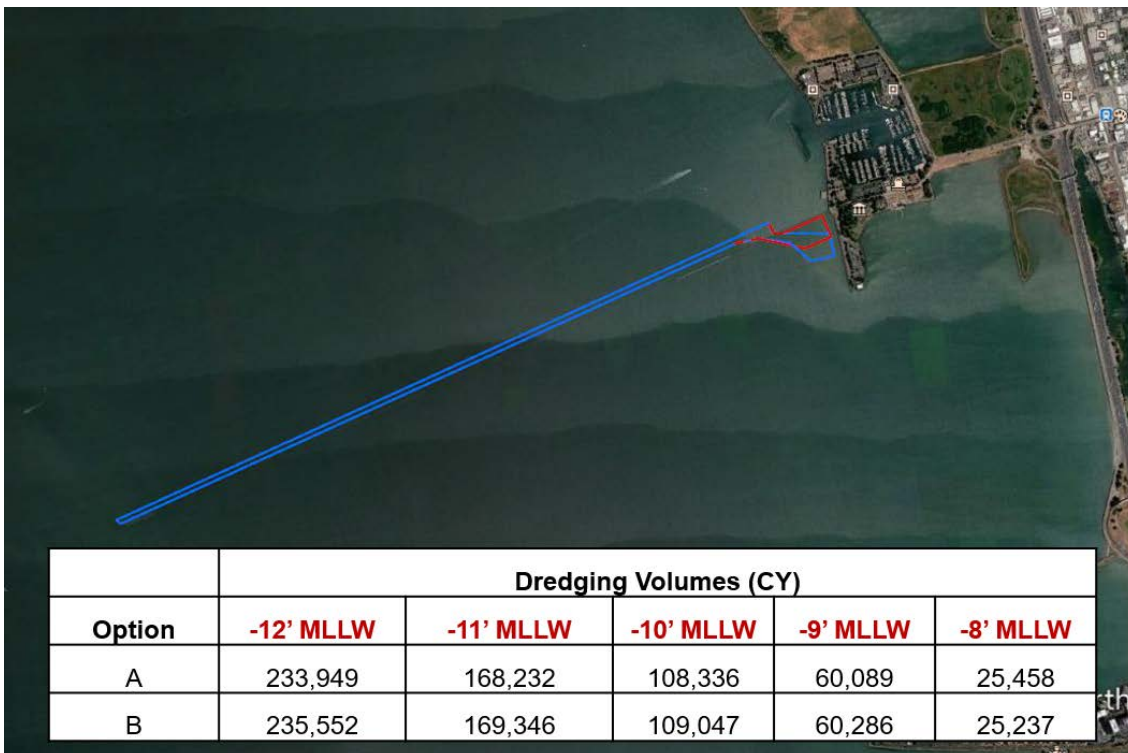 Dredging Volumes (CY)
Option -12’ MLLW -11’ MLLW -10’ MLLW -9’ MLLW -8’ MLLW
A 233,949 168,232 108,336 60,089 25,458
B 235,552 169,346 109,047 60,286 25,237